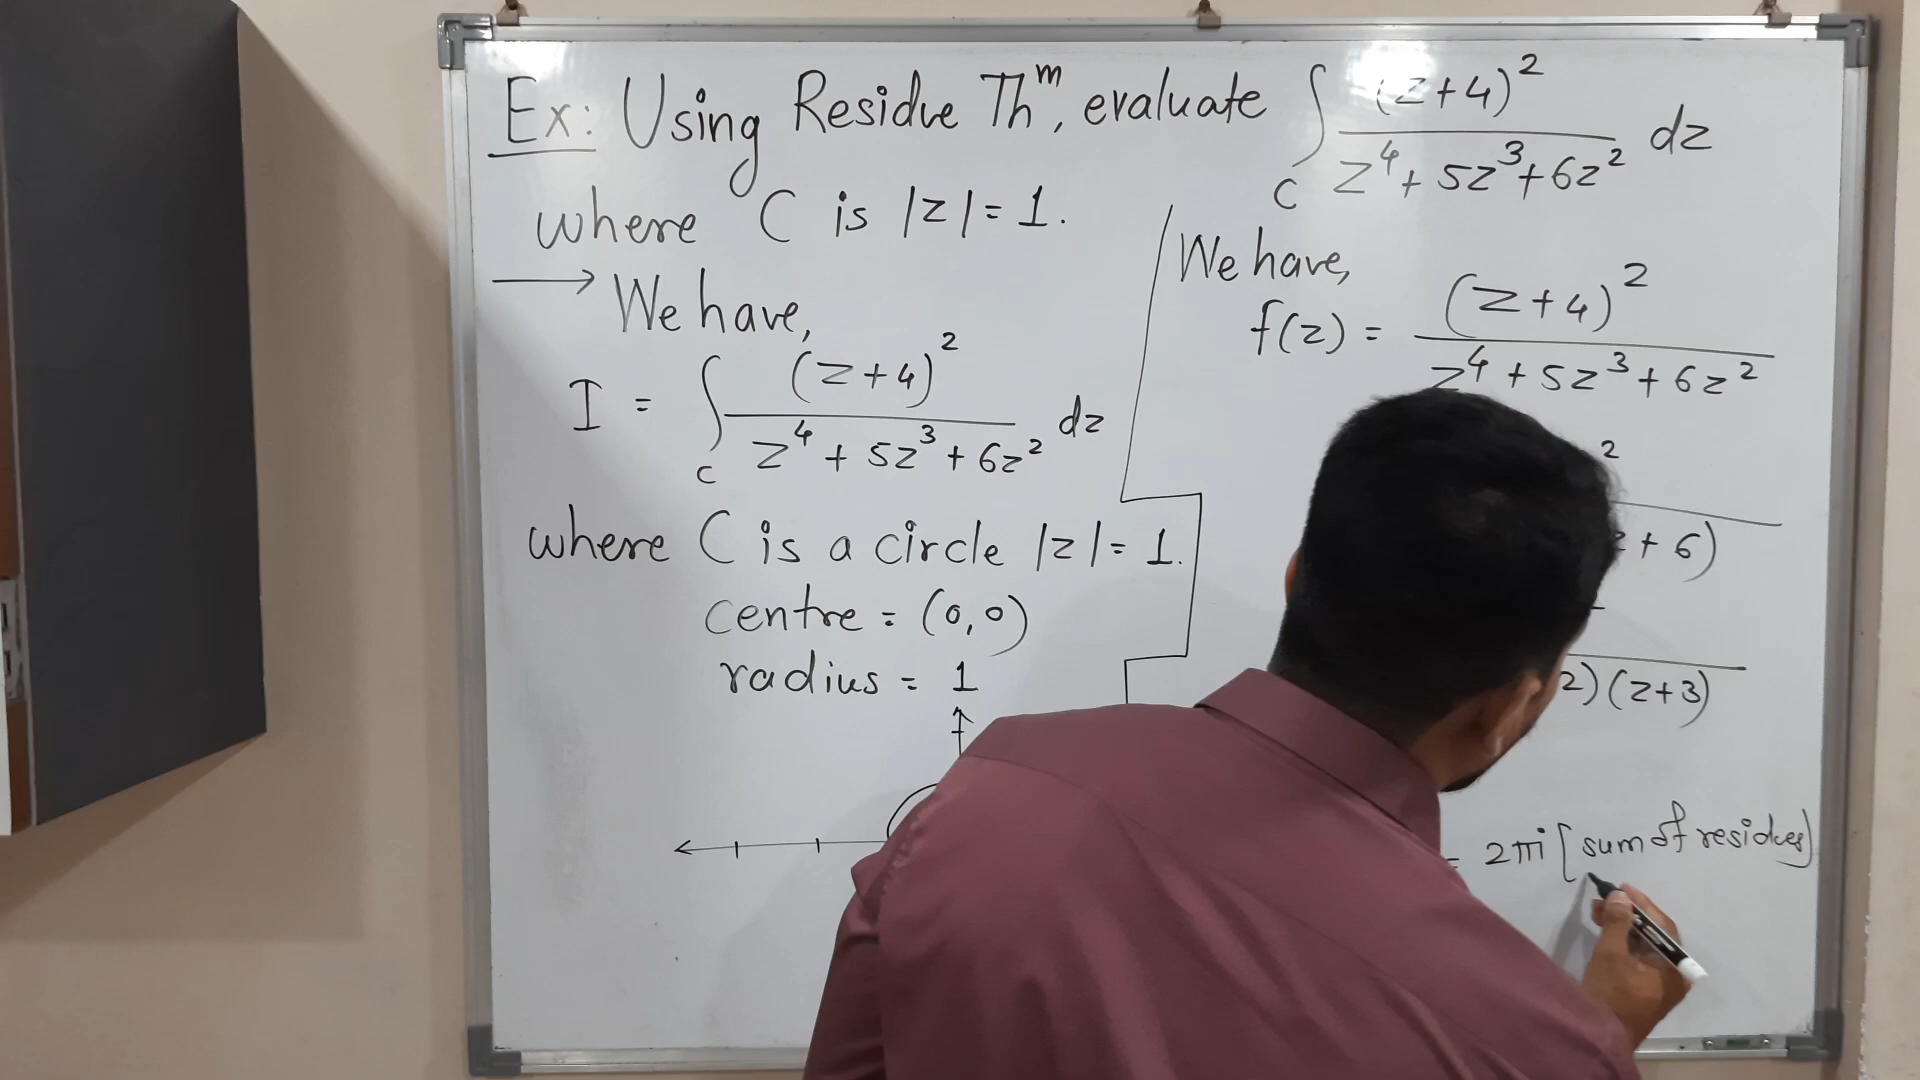 Ex: Using Residue Thᵐ, evaluate ∫_C (z+4)² / z⁴ + 5z³ + 6z² dz
where C is |z| = 1.
→ We have,
I = ∫_C (z+4)² / z⁴ + 5z³ + 6z² dz
where C is a circle |z| = 1.
centre = (0,0)
radius = 1
We have,
f(z) = (z+4)² / z⁴ + 5z³ + 6z²
2
+ 6)
2)(z+3)
= 2πi [sum of residues]